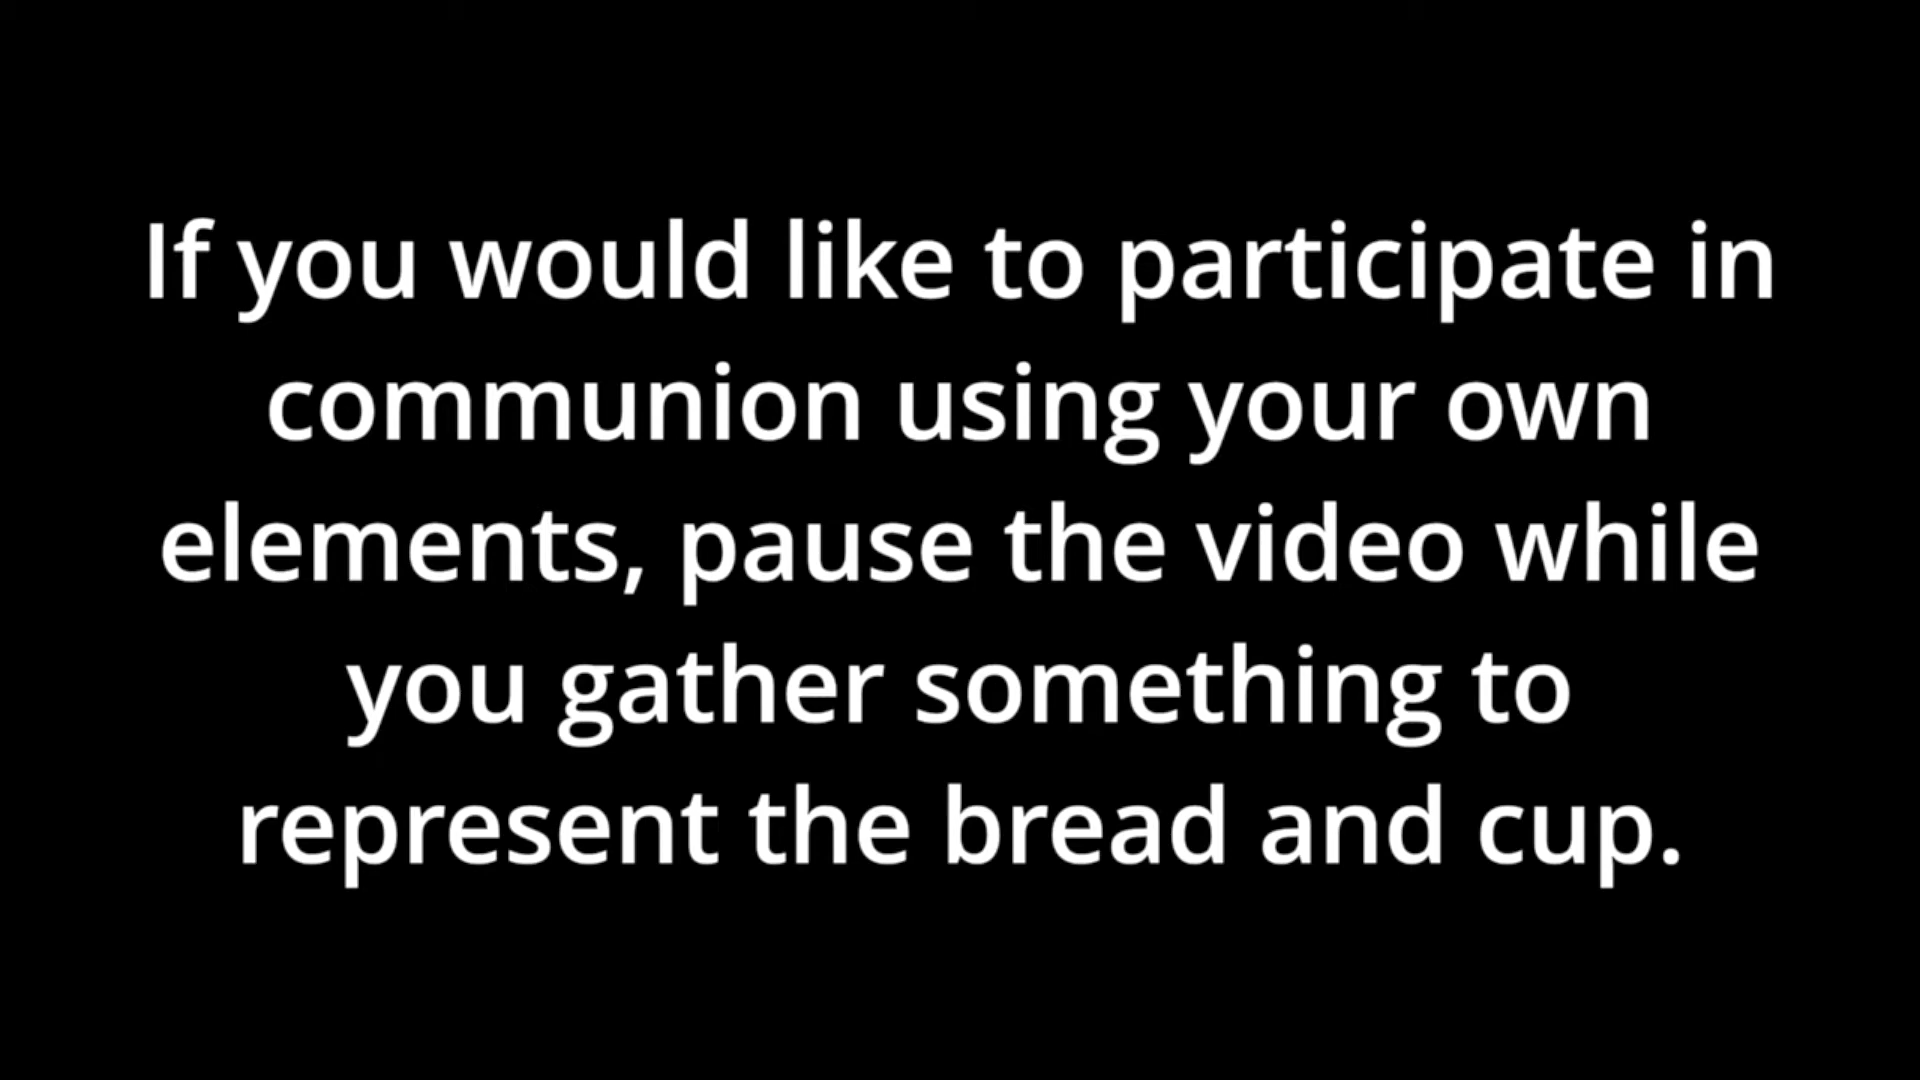 If you would like to participate in
communion using your own
elements, pause the video while
you gather something to
represent the bread and cup.